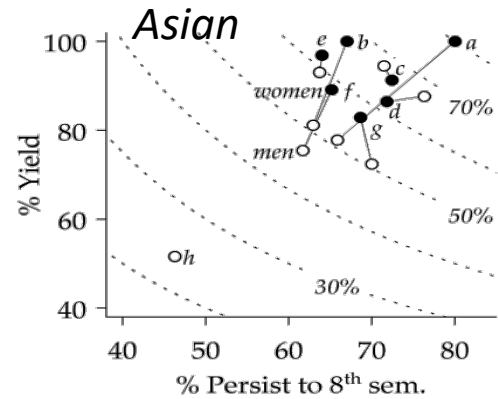 Asian
100
80
60
40
% Yield
e
b
a
c
women
f
d
70%
g
men
50%
h
30%
40
50
60
70
80
% Persist to 8th sem.